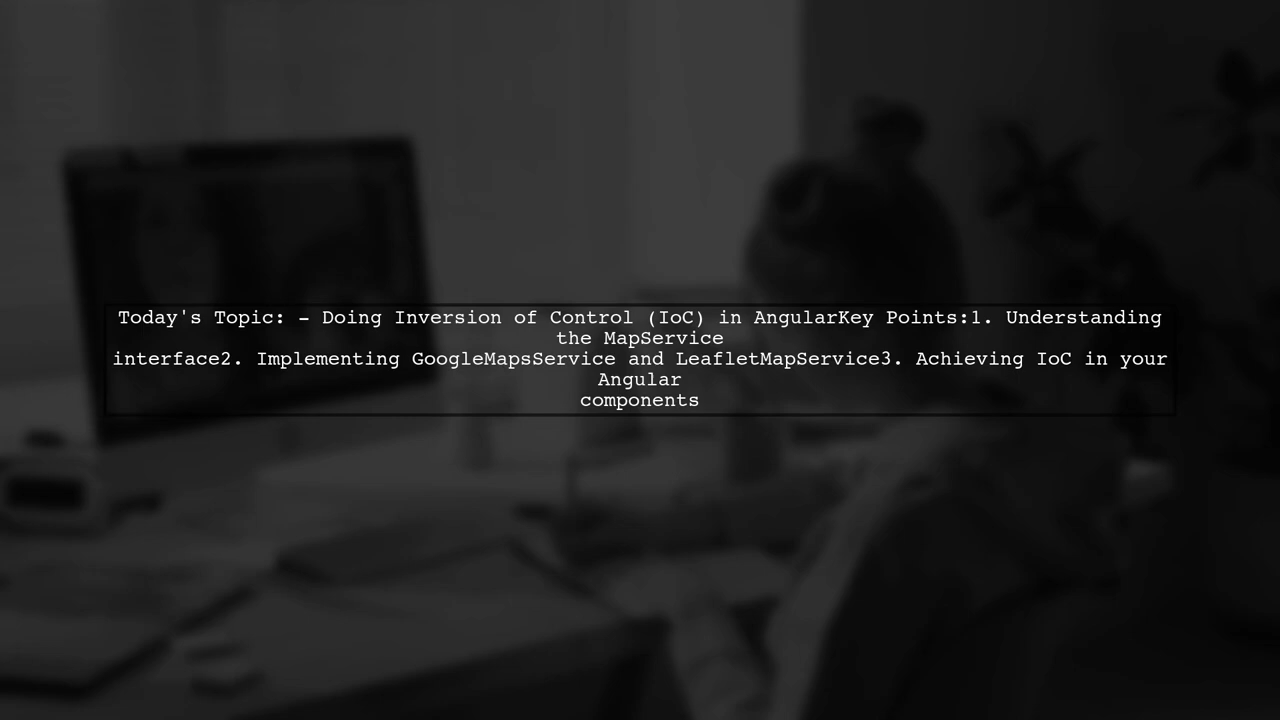 Today's Topic: - Doing Inversion of Control (IoC) in AngularKey Points:1. Understanding
the MapService
interface2. Implementing GoogleMapsService and LeafletMapService3. Achieving IoC in your
Angular
components